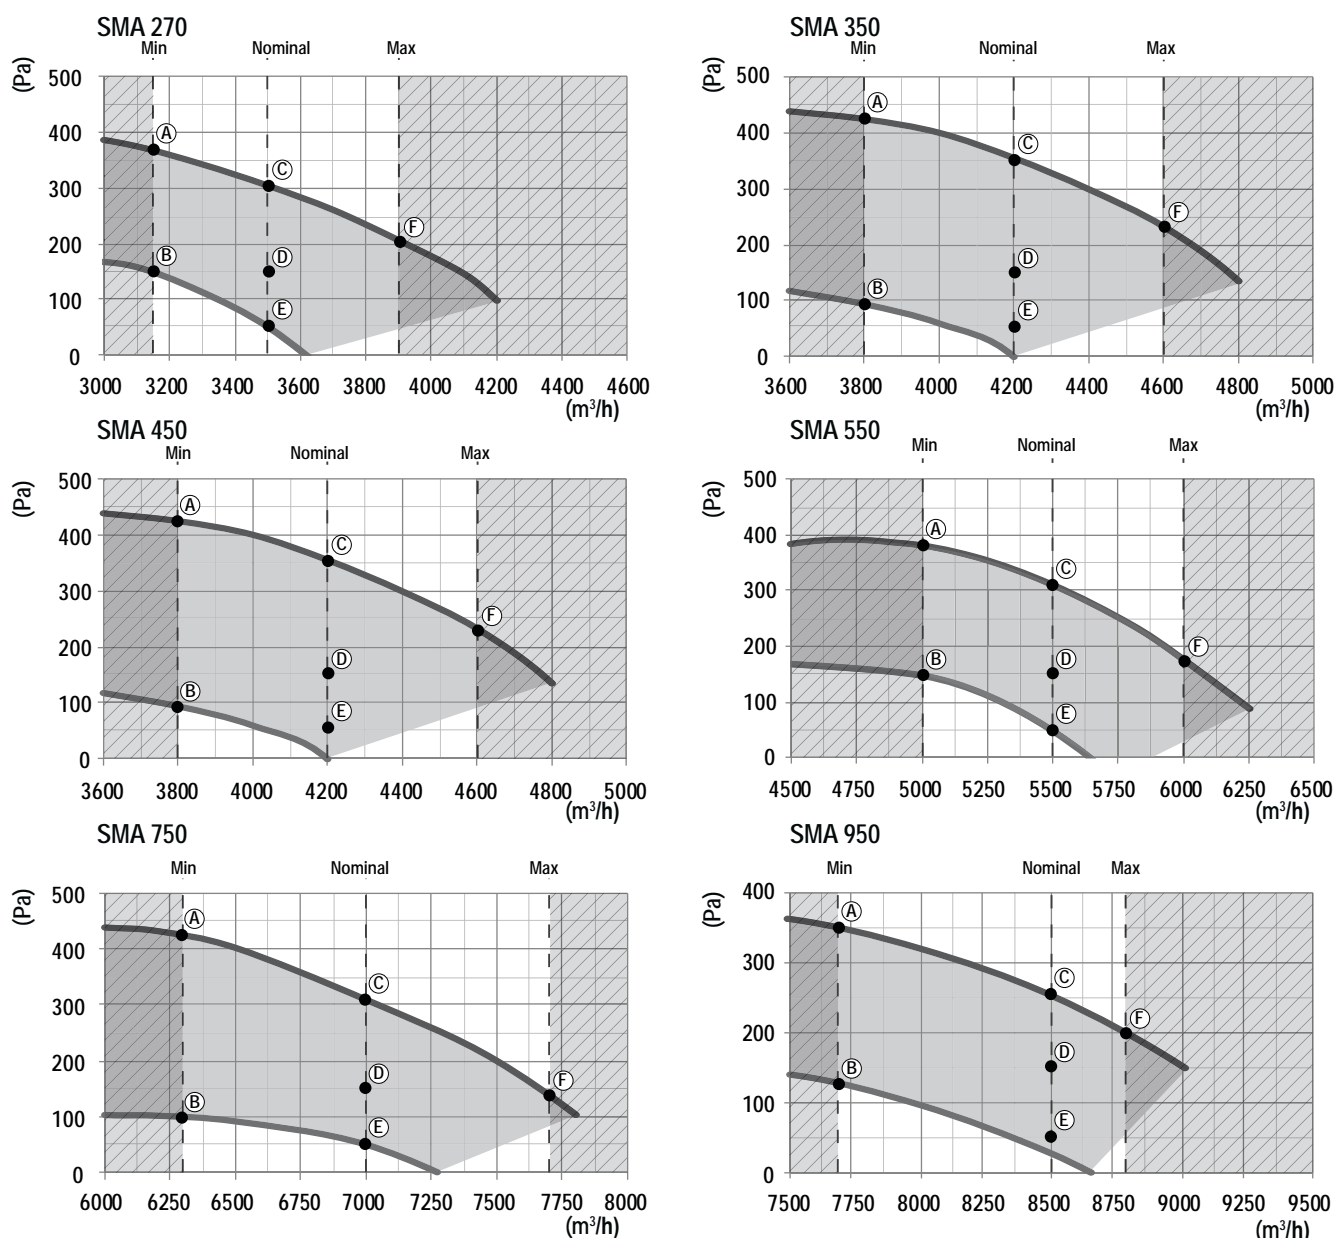 SMA 270
Min Nominal Max
(Pa)
500
400
300
200
100
0
A
B
C
D
E
F
3000 3200 3400 3600 3800 4000 4200 4400 4600
(m³/h)
SMA 350
Min Nominal Max
(Pa)
500
400
300
200
100
0
A
B
C
D
E
F
3600 3800 4000 4200 4400 4600 4800 5000
(m³/h)
SMA 450
Min Nominal Max
(Pa)
500
400
300
200
100
0
A
B
C
D
E
F
3600 3800 4000 4200 4400 4600 4800 5000
(m³/h)
SMA 550
Min Nominal Max
(Pa)
500
400
300
200
100
0
A
B
C
D
E
F
4500 4750 5000 5250 5500 5750 6000 6250 6500
(m³/h)
SMA 750
Min Nominal Max
(Pa)
500
400
300
200
100
0
A
B
C
D
E
F
6000 6250 6500 6750 7000 7250 7500 7750 8000
(m³/h)
SMA 950
Min Nominal Max
(Pa)
400
300
200
100
0
A
B
C
D
E
F
7500 7750 8000 8250 8500 8750 9000 9250 9500
(m³/h)